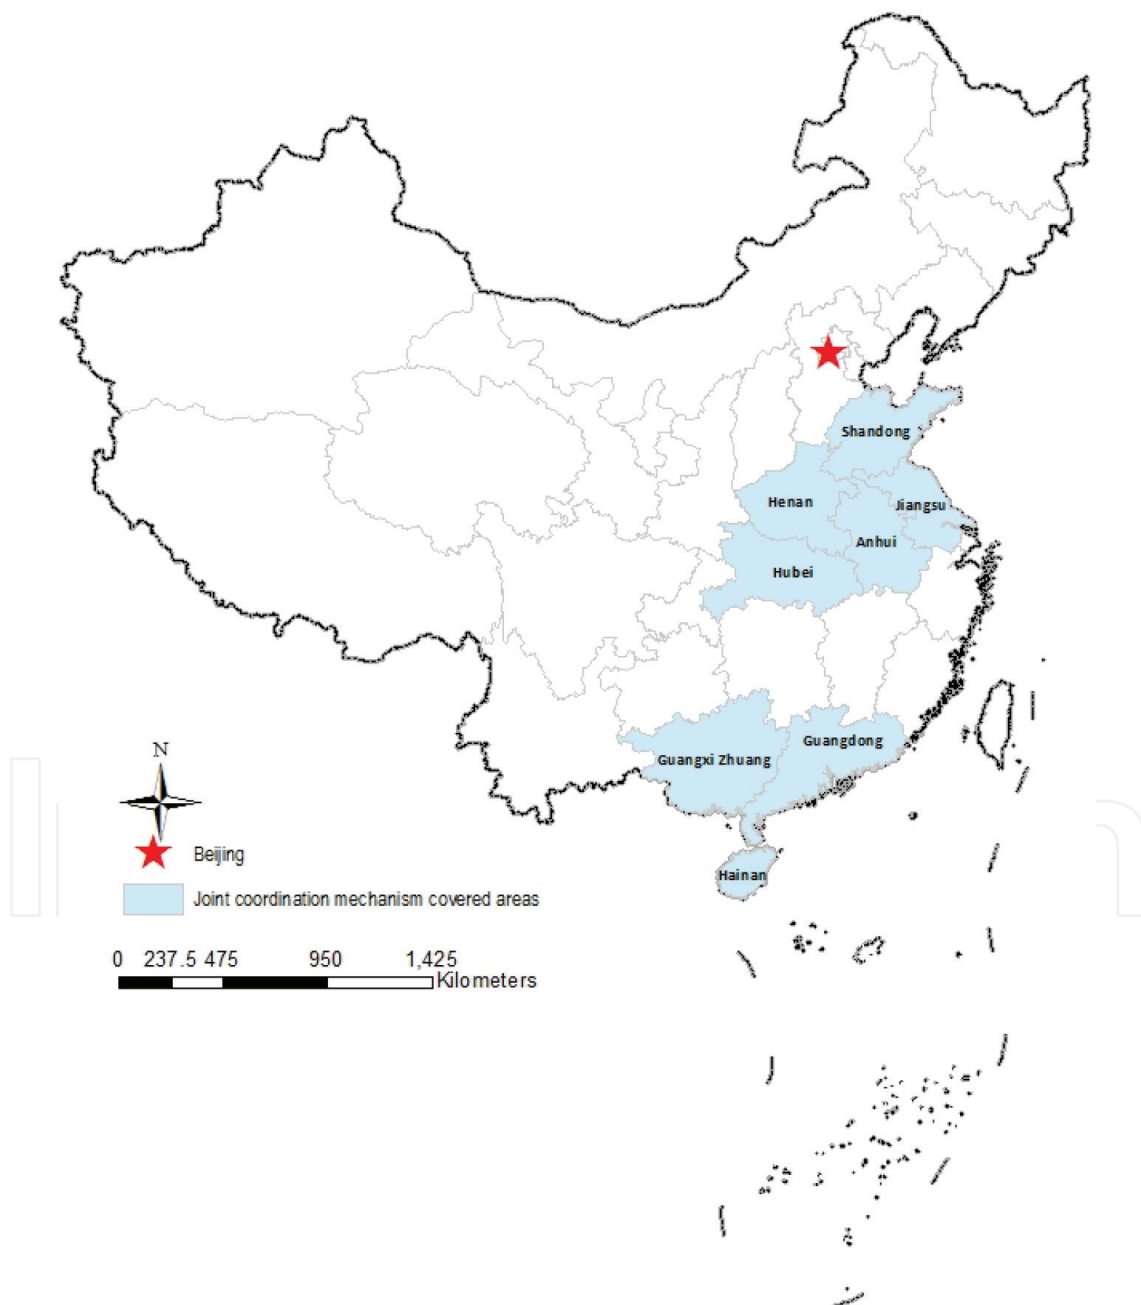 Shandong
Henan
Jiangsu
Anhui
Hubei
Guangdong
Guangxi Zhuang
Hainan
N
Beijing
Joint coordination mechanism covered areas
0 237.5 475 950 1,425
Kilometers